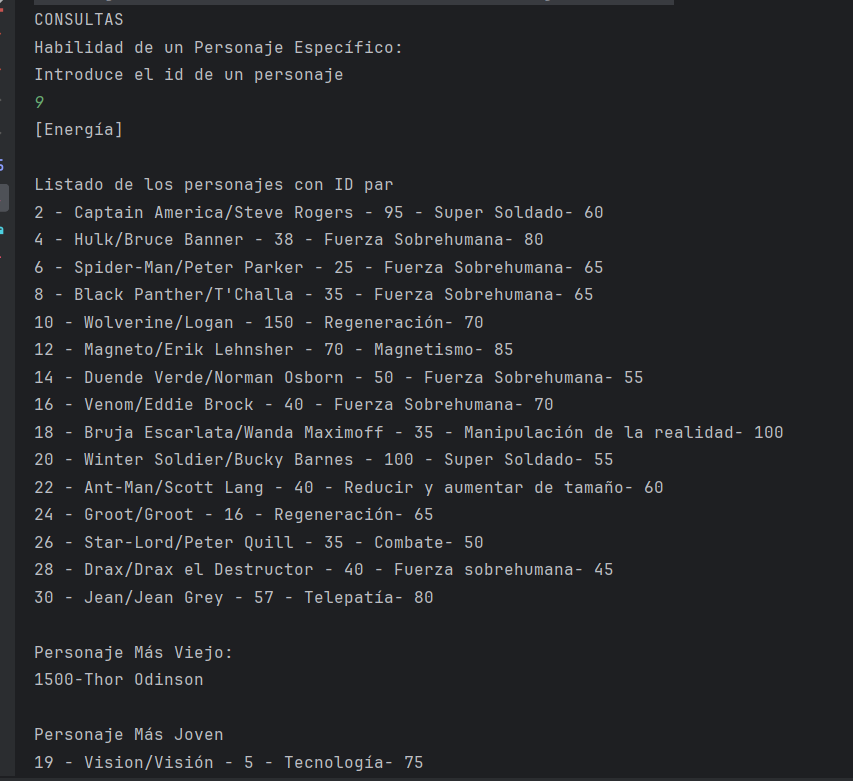 CONSULTAS
Habilidad de un Personaje Específico:
Introduce el id de un personaje
9
[Energía]
Listado de los personajes con ID par
2 - Captain America/Steve Rogers - 95 - Super Soldado- 60
4 - Hulk/Bruce Banner - 38 - Fuerza Sobrehumana- 80
6 - Spider-Man/Peter Parker - 25 - Fuerza Sobrehumana- 65
8 - Black Panther/T'Challa - 35 - Fuerza Sobrehumana- 65
10 - Wolverine/Logan - 150 - Regeneración- 70
12 - Magneto/Erik Lehnsher - 70 - Magnetismo- 85
14 - Duende Verde/Norman Osborn - 50 - Fuerza Sobrehumana- 55
16 - Venom/Eddie Brock - 40 - Fuerza Sobrehumana- 70
18 - Bruja Escarlata/Wanda Maximoff - 35 - Manipulación de la realidad- 100
20 - Winter Soldier/Bucky Barnes - 100 - Super Soldado- 55
22 - Ant-Man/Scott Lang - 40 - Reducir y aumentar de tamaño- 60
24 - Groot/Groot - 16 - Regeneración- 65
26 - Star-Lord/Peter Quill - 35 - Combate- 50
28 - Drax/Drax el Destructor - 40 - Fuerza sobrehumana- 45
30 - Jean/Jean Grey - 57 - Telepatía- 80
Personaje Más Viejo:
1500-Thor Odinson
Personaje Más Joven
19 - Vision/Visión - 5 - Tecnología- 75